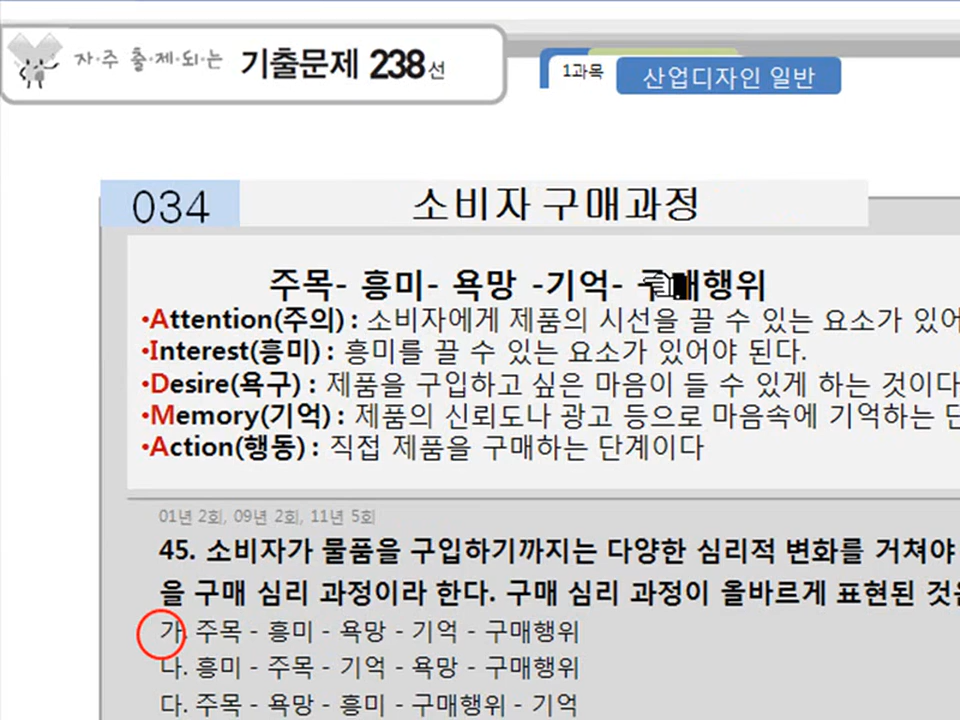 자·주 출·제·되·는 기출문제 238선
1과목 산업디자인 일반
034 소비자 구매과정
주목- 흥미- 욕망 -기억- 구매행위
•Attention(주의) : 소비자에게 제품의 시선을 끌 수 있는 요소가 있어
•Interest(흥미) : 흥미를 끌 수 있는 요소가 있어야 된다.
•Desire(욕구) : 제품을 구입하고 싶은 마음이 들 수 있게 하는 것이다
•Memory(기억) : 제품의 신뢰도나 광고 등으로 마음속에 기억하는
•Action(행동) : 직접 제품을 구매하는 단계이다
01년 2회, 09년 2회, 11년 5회
45. 소비자가 물품을 구입하기까지는 다양한 심리적 변화를 거쳐야
을 구매 심리 과정이라 한다. 구매 심리 과정이 올바르게 표현된
가. 주목 - 흥미 - 욕망 - 기억 - 구매행위
나. 흥미 - 주목 - 기억 - 욕망 - 구매행위
다. 주목 - 욕망 - 흥미 - 구매행위 - 기억